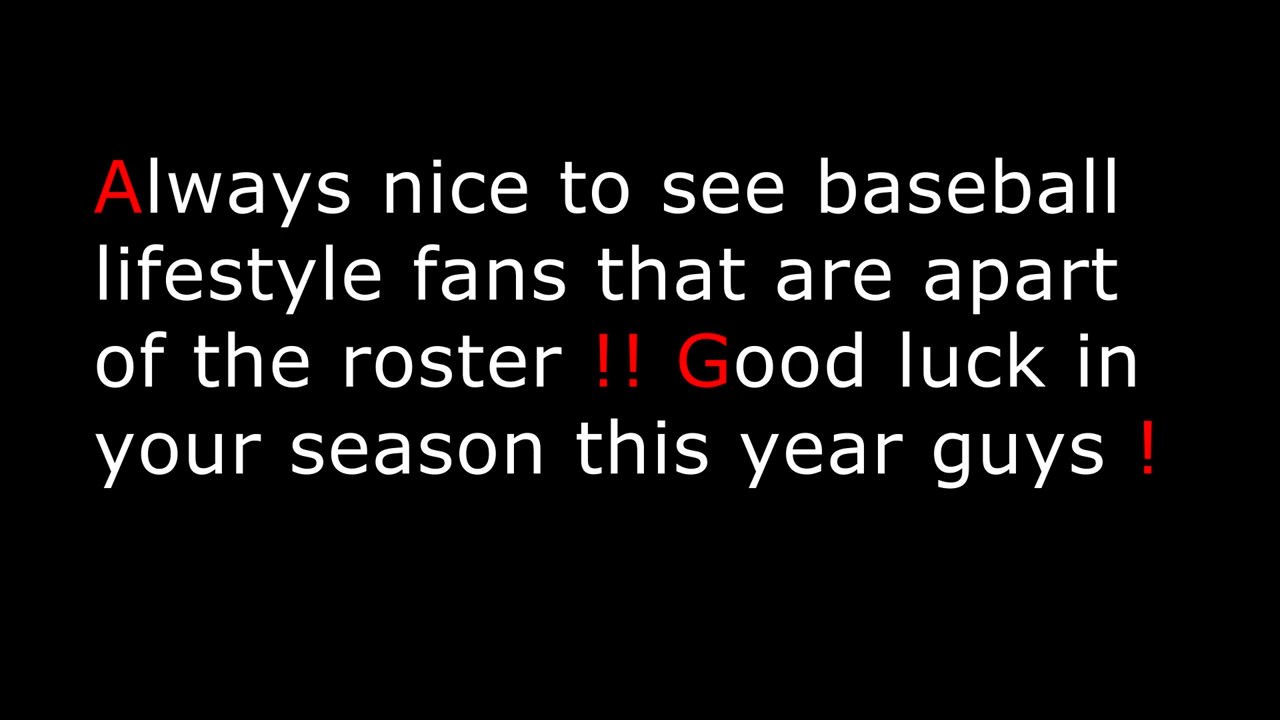 Always nice to see baseball
lifestyle fans that are apart
of the roster !! Good luck in
your season this year guys !